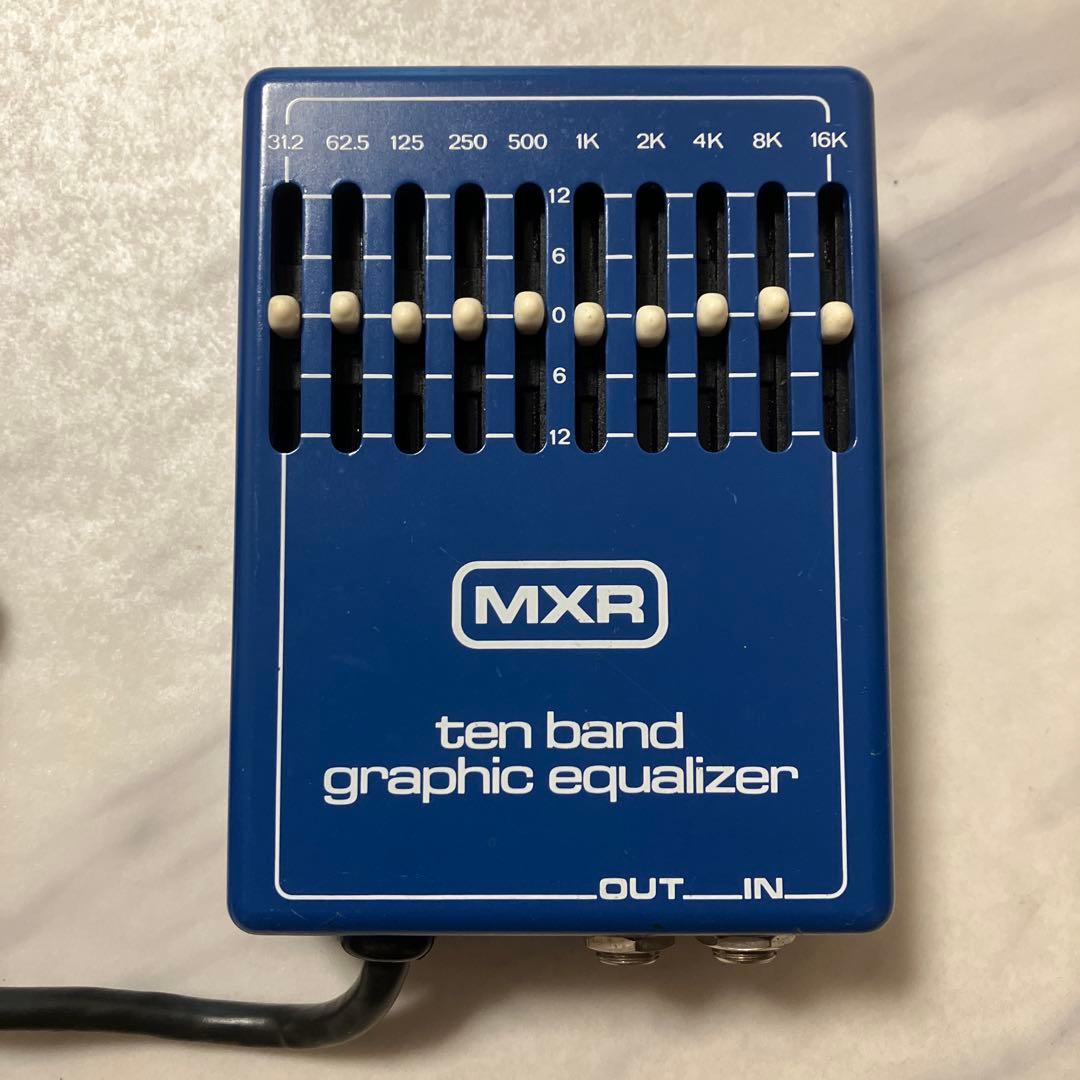 31.2 62.5 125 250 500 1K 2K 4K 8K 16K
12
6
0
6
12
MXR
ten band
graphic equalizer
OUT IN